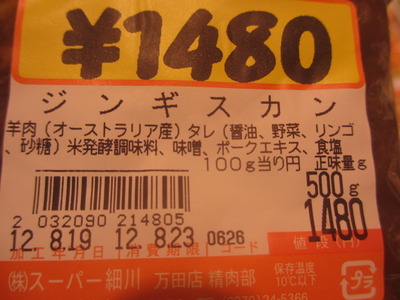 ¥1480
ジンギスカン
羊肉（オーストラリア産）タレ（醤油、野菜、リンゴ
、砂糖）米発酵調味料、味噌、ポークエキス、食塩
100g当り円 正味量g
500g
2 032090 214805
1480
12 819 12 823 0626
加工年月日 消費期限 コード 値段(円)
㈱スーパー細川 万田店 精肉部
保存温度
10℃以下
プラ